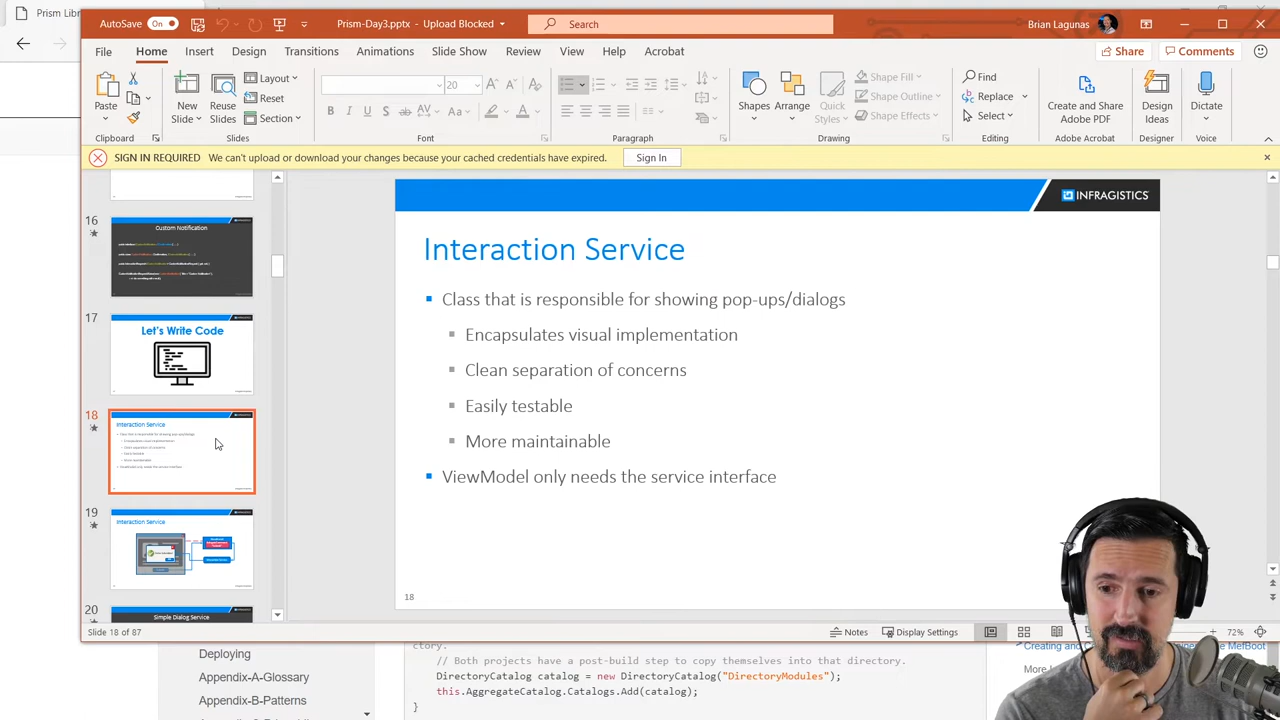 Prism Libr
AutoSave On Prism-Day3.pptx - Upload Blocked Search Brian Lagunas
File Home Insert Design Transitions Animations Slide Show Review View Help Acrobat Share Comments
Paste New Slide Reuse Slides Layout Reset Section 20 Shapes Arrange Quick Styles Shape Fill Shape Outline Shape Effects Find Replace Select Create and Share Adobe PDF Design Ideas Dictate
Clipboard Slides Font Paragraph Drawing Editing Adobe Acrobat Designer Voice
SIGN IN REQUIRED We can't upload or download your changes because your cached credentials have expired. Sign In
16
Custom Notification
17
Let's Write Code
18
Interaction Service
19
Interaction Service
20
Simple Dialog Service
INFRAGISTICS
Interaction Service
Class that is responsible for showing pop-ups/dialogs
Encapsulates visual implementation
Clean separation of concerns
Easily testable
More maintainable
ViewModel only needs the service interface
18
Slide 18 of 87 Notes Display Settings 72%
Deploying
Appendix-A-Glossary
Appendix-B-Patterns
tory.
// Both projects have a post-build step to copy themselves into that directory.
DirectoryCatalog catalog = new DirectoryCatalog("DirectoryModules");
this.AggregateCatalog.Catalogs.Add(catalog);
}
Creating and C
MefBoot
More